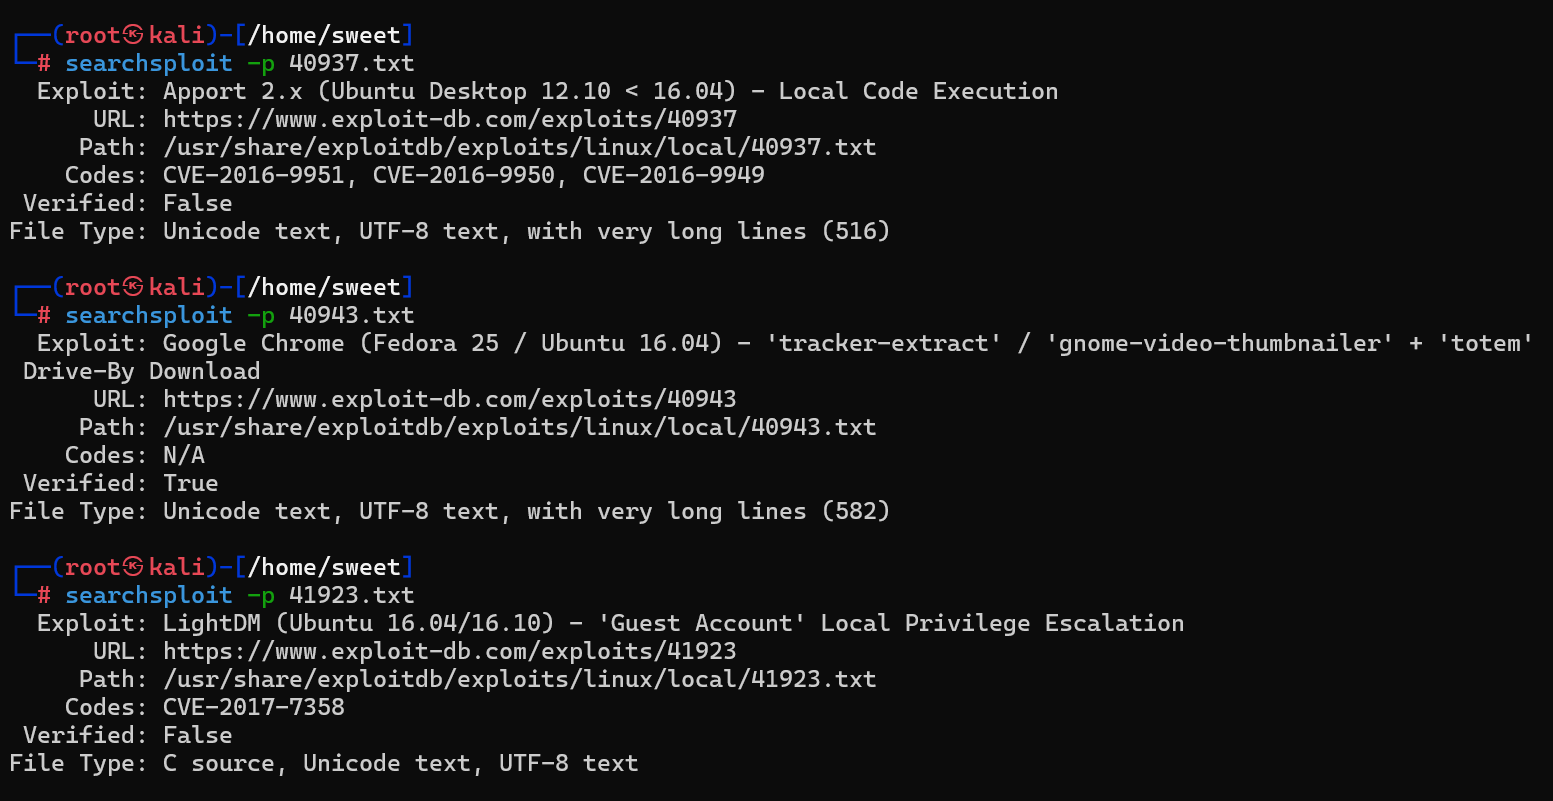 ┌──(root㉿kali)-[/home/sweet]
└─# searchsploit -p 40937.txt
  Exploit: Apport 2.x (Ubuntu Desktop 12.10 < 16.04) - Local Code Execution
      URL: https://www.exploit-db.com/exploits/40937
     Path: /usr/share/exploitdb/exploits/linux/local/40937.txt
    Codes: CVE-2016-9951, CVE-2016-9950, CVE-2016-9949
 Verified: False
File Type: Unicode text, UTF-8 text, with very long lines (516)
┌──(root㉿kali)-[/home/sweet]
└─# searchsploit -p 40943.txt
  Exploit: Google Chrome (Fedora 25 / Ubuntu 16.04) - 'tracker-extract' / 'gnome-video-thumbnailer' + 'totem'
 Drive-By Download
      URL: https://www.exploit-db.com/exploits/40943
     Path: /usr/share/exploitdb/exploits/linux/local/40943.txt
    Codes: N/A
 Verified: True
File Type: Unicode text, UTF-8 text, with very long lines (582)
┌──(root㉿kali)-[/home/sweet]
└─# searchsploit -p 41923.txt
  Exploit: LightDM (Ubuntu 16.04/16.10) - 'Guest Account' Local Privilege Escalation
      URL: https://www.exploit-db.com/exploits/41923
     Path: /usr/share/exploitdb/exploits/linux/local/41923.txt
    Codes: CVE-2017-7358
 Verified: False
File Type: C source, Unicode text, UTF-8 text